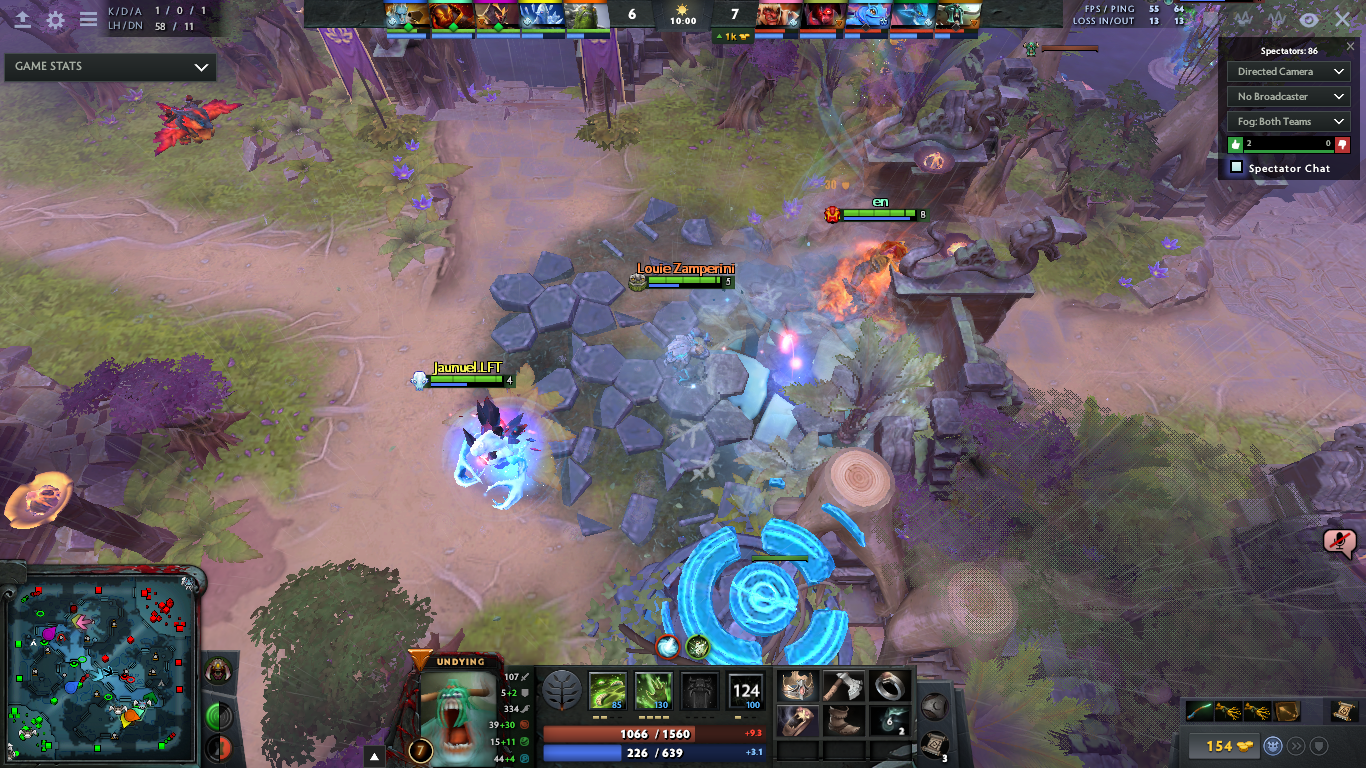 K/D/A 1 / 0 / 1
LH/DN 58 / 11
6
10:00
7
1k
FPS / PING 55 64
LOSS IN/OUT 13 13
GAME STATS
Spectators: 86
Directed Camera
No Broadcaster
Fog: Both Teams
2 0
Spectator Chat
30
en
8
Louie Zamperini
5
Jaunuel.LFT
4
UNDYING
107
5+2
334
39+30
15+11
44+4
7
85
130
124
100
1066 / 1560
+9.3
226 / 639
+3.1
6
2
3
154